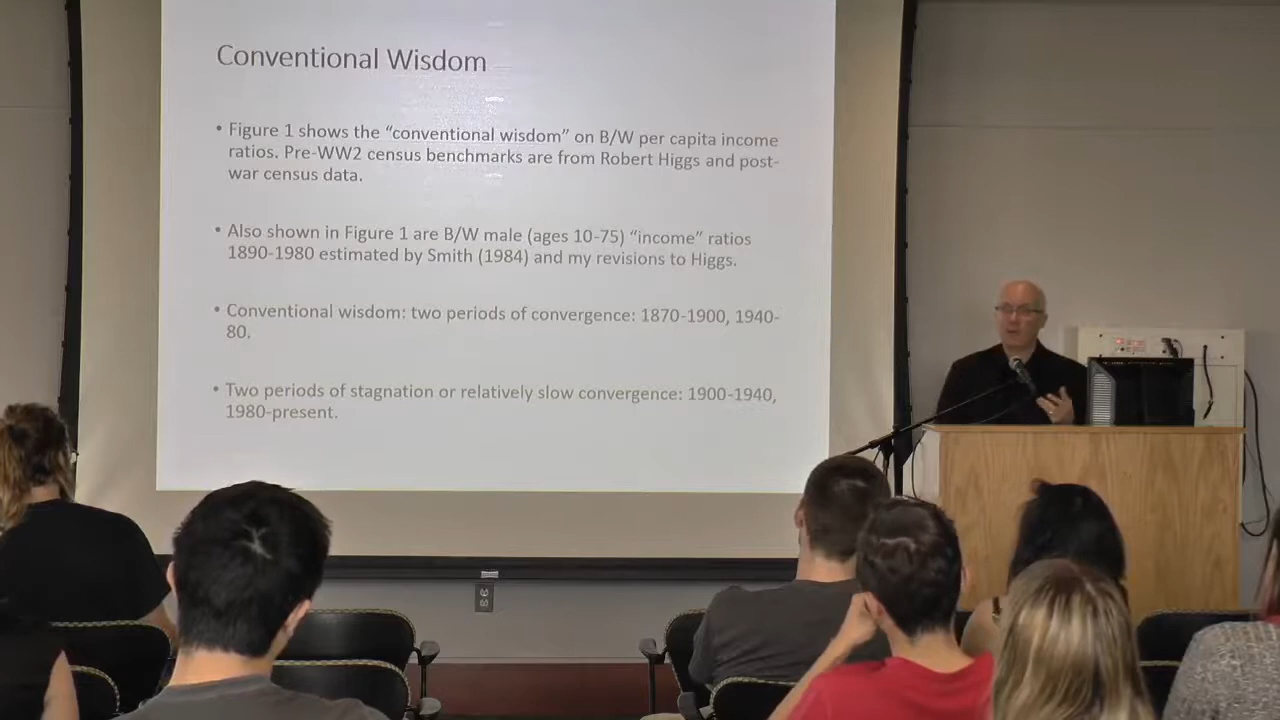 Conventional Wisdom
• Figure 1 shows the “conventional wisdom” on B/W per capita income
ratios. Pre-WW2 census benchmarks are from Robert Higgs and post-
war census data.
• Also shown in Figure 1 are B/W male (ages 10-75) “income” ratios
1890-1980 estimated by Smith (1984) and my revisions to Higgs.
• Conventional wisdom: two periods of convergence: 1870-1900, 1940-
80.
• Two periods of stagnation or relatively slow convergence: 1900-1940,
1980-present.